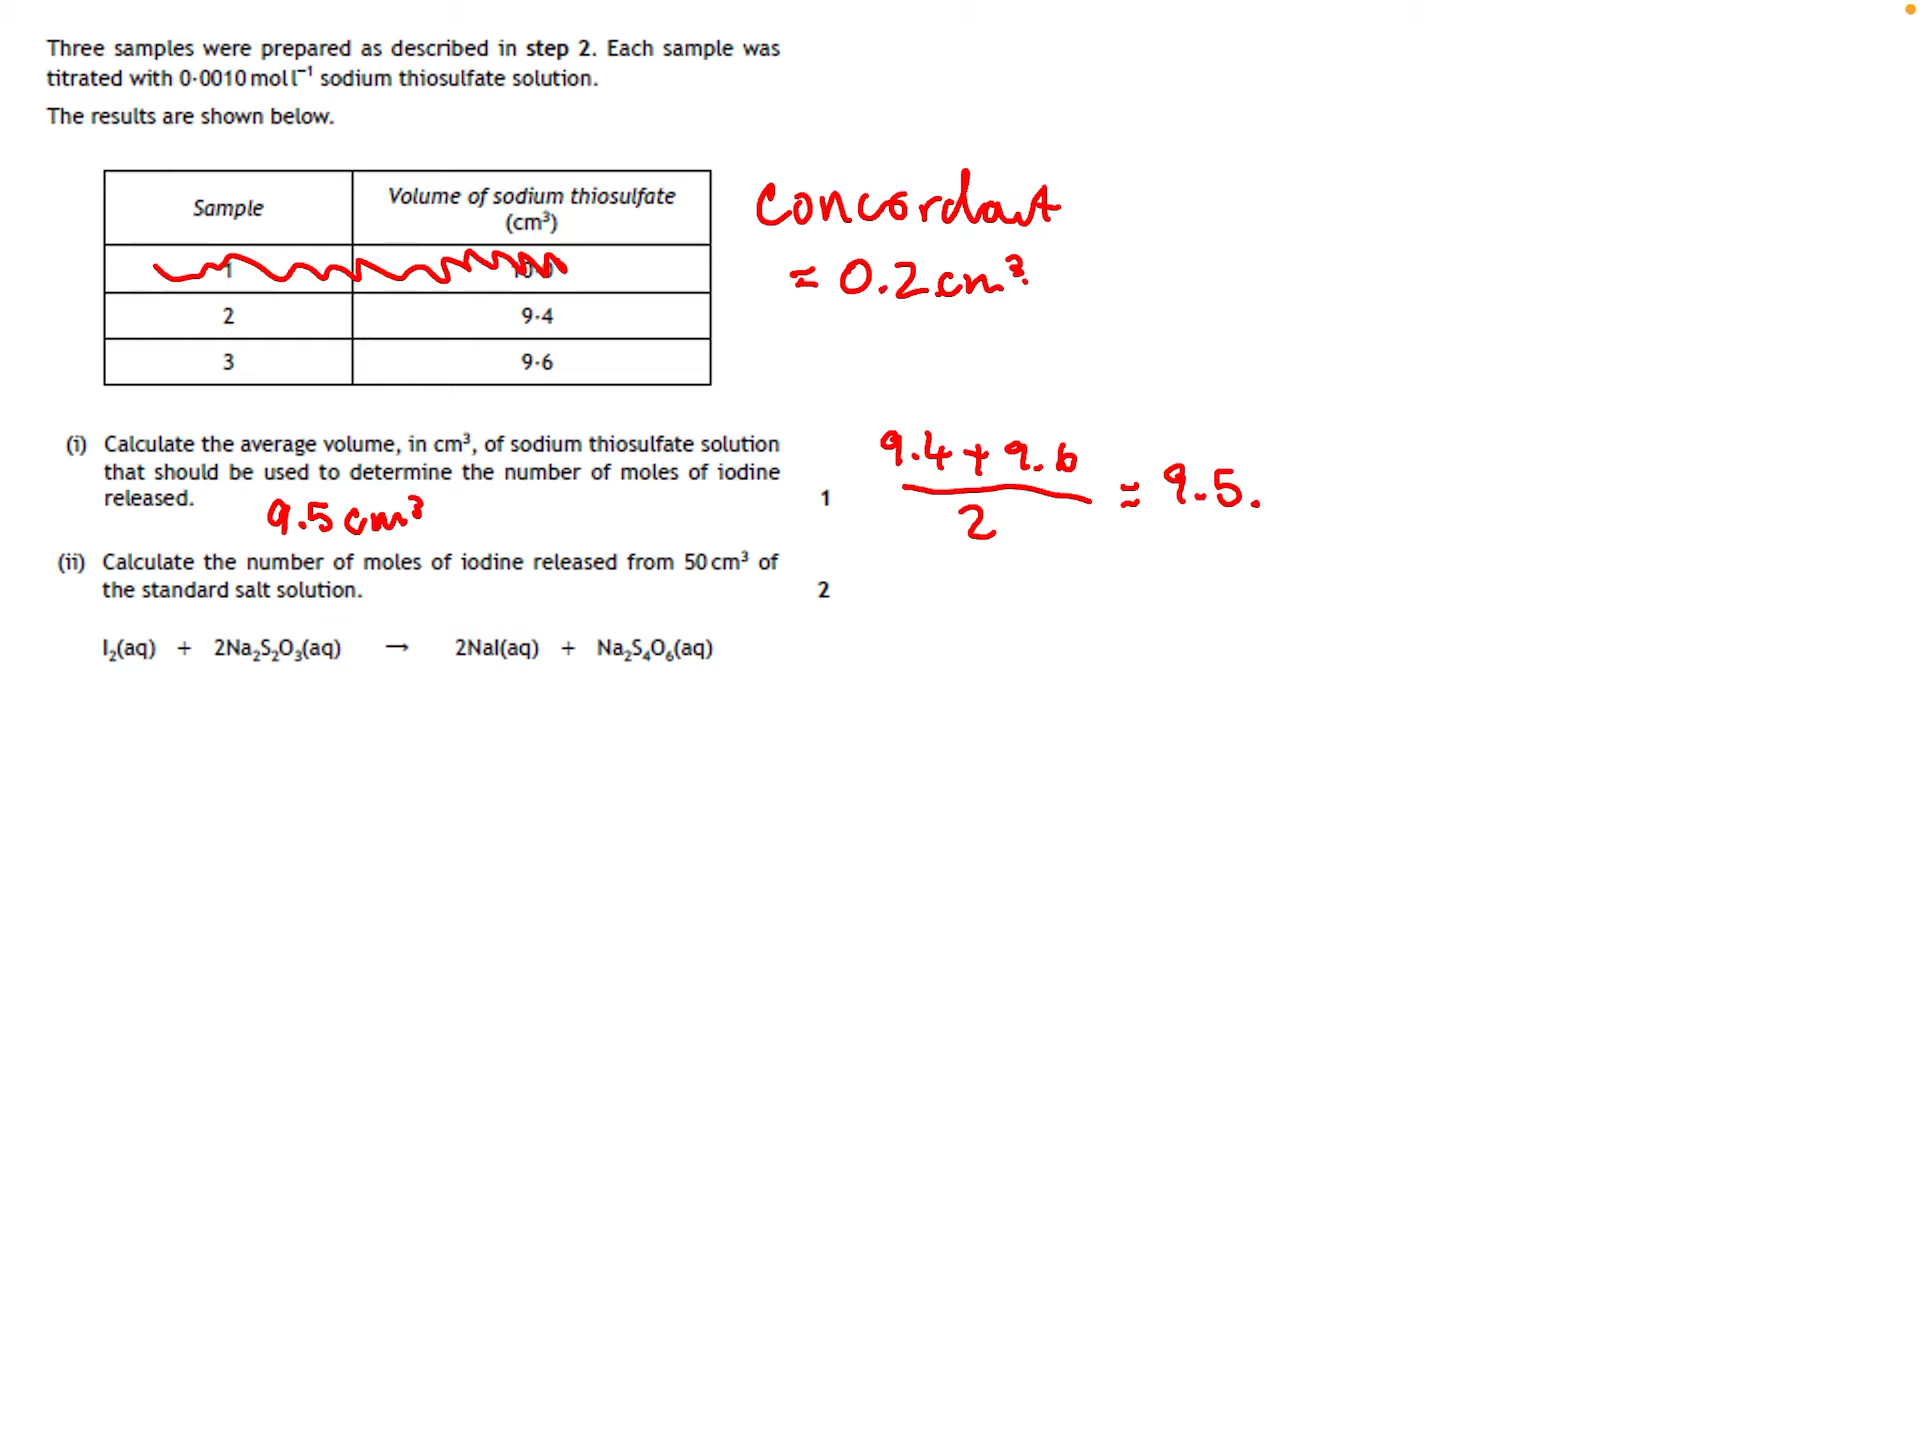 Three samples were prepared as described in step 2. Each sample was
titrated with 0·0010 mol l⁻¹ sodium thiosulfate solution.
The results are shown below.
Sample Volume of sodium thiosulfate
(cm³)
concordant
= 0.2cm³
1
2 9·4
3 9·6
(i) Calculate the average volume, in cm³, of sodium thiosulfate solution
that should be used to determine the number of moles of iodine
released. 1
9.5cm³
9.4+9.6
2
= 9.5.
(ii) Calculate the number of moles of iodine released from 50 cm³ of
the standard salt solution. 2
I₂(aq) + 2Na₂S₂O₃(aq) → 2NaI(aq) + Na₂S₄O₆(aq)